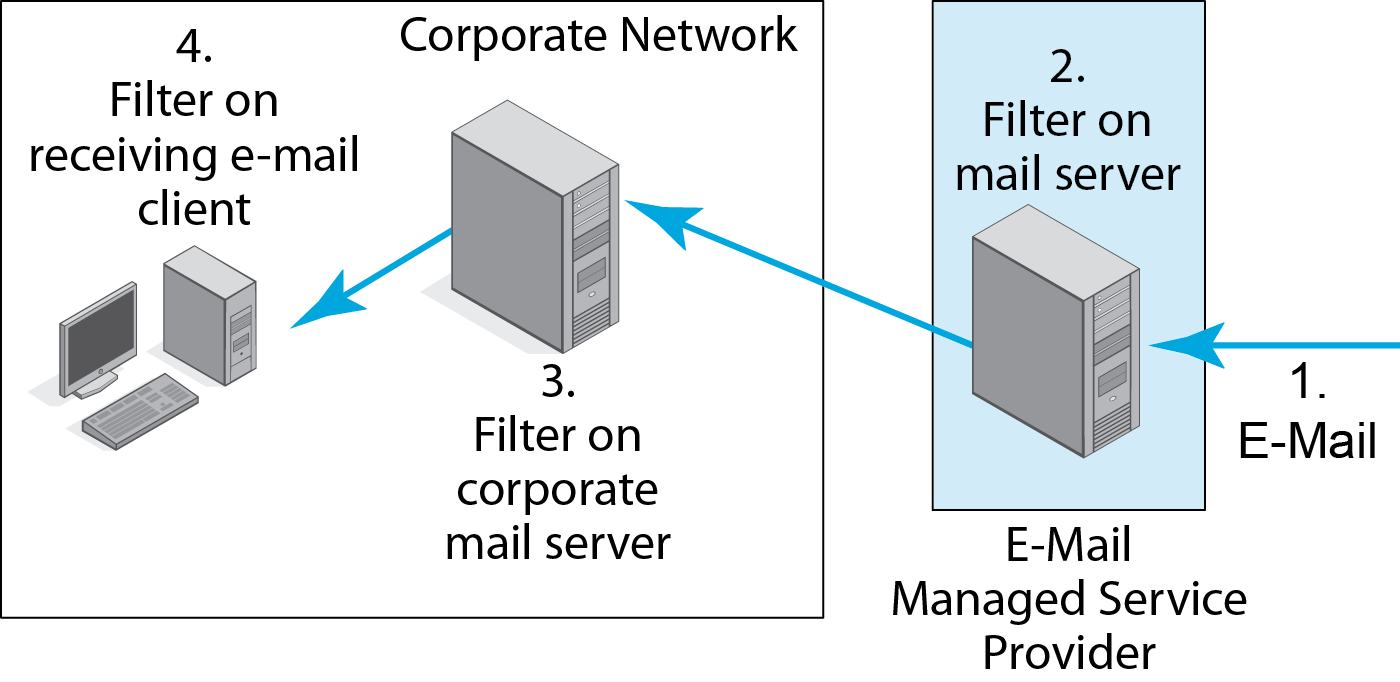 Corporate Network
4.
Filter on
receiving e-mail
client
3.
Filter on
corporate
mail server
2.
Filter on
mail server
E-Mail
Managed Service
Provider
1.
E-Mail